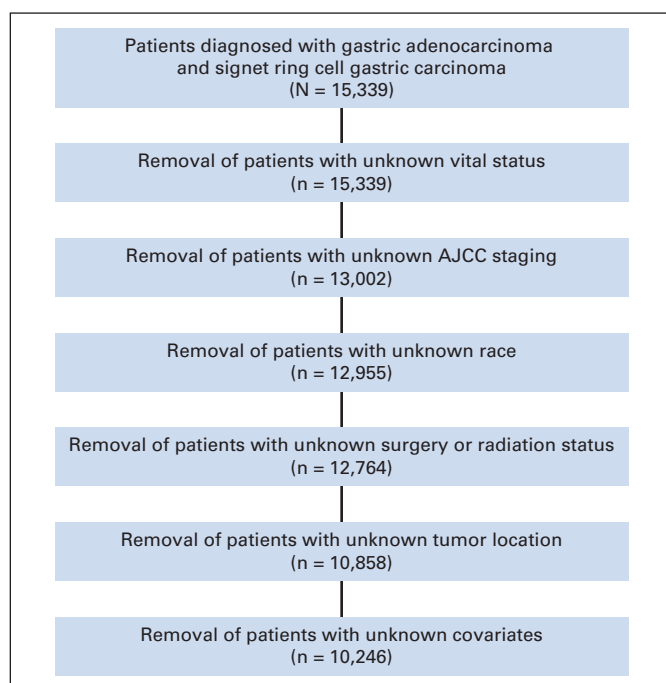 Patients diagnosed with gastric adenocarcinoma
and signet ring cell gastric carcinoma
(N = 15,339)
Removal of patients with unknown vital status
(n = 15,339)
Removal of patients with unknown AJCC staging
(n = 13,002)
Removal of patients with unknown race
(n = 12,955)
Removal of patients with unknown surgery or radiation status
(n = 12,764)
Removal of patients with unknown tumor location
(n = 10,858)
Removal of patients with unknown covariates
(n = 10,246)